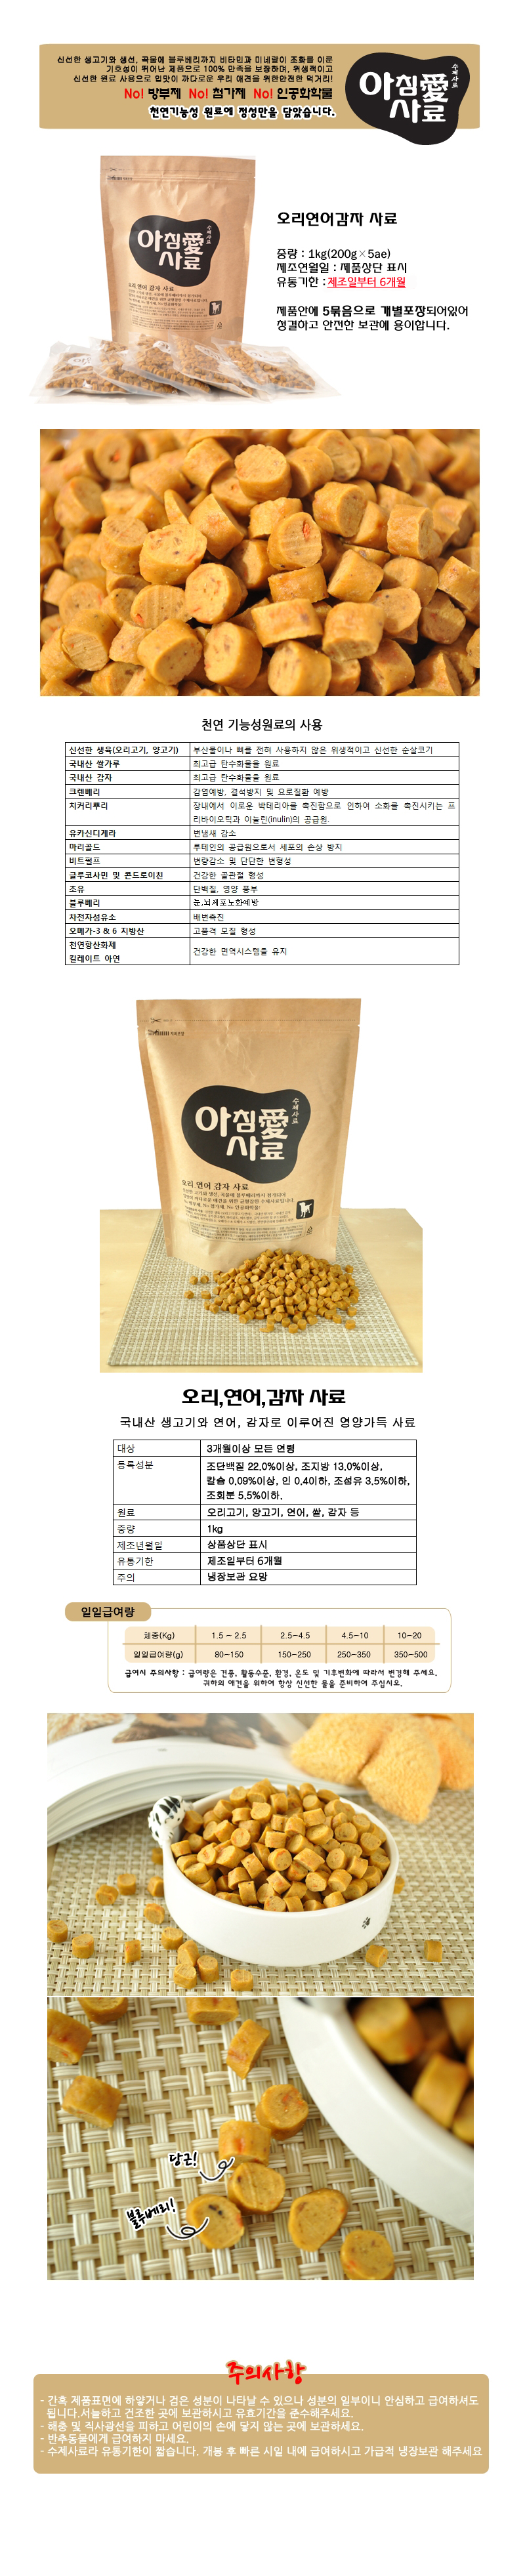 신선한 생고기와 생선, 곡물에 블루베리까지 비타민과 미네랄이 조화를 이룬
기호성이 뛰어난 제품으로 100% 만족을 보장하며, 위생적이고
신선한 원료 사용으로 입맛이 까다로운 우리 애견을 위한안전한 먹거리!
No! 방부제 No! 첨가제 No! 인공화학물
천연기능성 원료에 정성만을 담았습니다.
아침愛
사료
수제사료
아침愛
사료
수제사료
오리 연어 감자 사료
오리연어감자 사료
중량 : 1kg(200g×5ae)
제조연월일 : 제품상단 표시
유통기한 : 제조일부터 6개월
제품안에 5묶음으로 개별포장되어있어
청결하고 안전한 보관에 용이합니다.
천연 기능성원료의 사용
신선한 생육(오리고기, 양고기) 부산물이나 뼈를 전혀 사용하지 않은 위생적이고 신선한 순살코기
국내산 쌀가루 최고급 탄수화물을 원료
국내산 감자 최고급 탄수화물을 원료
크랜베리 감염예방, 결석방지 및 요로질환 예방
치커리뿌리 장내에서 이로운 박테리아를 촉진함으로 인하여 소화를 촉진시키는 프
리바이오틱과 이눌린(inulin)의 공급원.
유카신디게라 변냄새 감소
마리골드 루테인의 공급원으로서 세포의 손상 방지
비트펄프 변량감소 및 단단한 변형성
글루코사민 및 콘드로이친 건강한 골관절 형성
초유 단백질, 영양 풍부
블루베리 눈,뇌세포노화예방
차전자섬유소 배변촉진
오메가-3 & 6 지방산 고품격 모질 형성
천연항산화제
킬레이트 아연 건강한 면역시스템을 유지
아침愛
사료
수제사료
오리 연어 감자 사료
오리,연어,감자 사료
국내산 생고기와 연어, 감자로 이루어진 영양가득 사료
대상 3개월이상 모든 연령
등록성분 조단백질 22.0%이상, 조지방 13.0%이상,
칼슘 0.09%이상, 인 0.4이하, 조섬유 3.5%이하,
조회분 5.5%이하.
원료 오리고기, 양고기, 연어, 쌀, 감자 등
중량 1kg
제조년월일 상품상단 표시
유통기한 제조일부터 6개월
주의 냉장보관 요망
일일급여량
체중(Kg) 1.5 - 2.5 2.5-4.5 4.5-10 10-20
일일급여량(g) 80-150 150-250 250-350 350-500
급여시 주의사항 : 급여량은 견종, 활동수준, 환경, 온도 및 기후변화에 따라서 변경해 주세요.
귀하의 애견을 위하여 항상 신선한 물을 준비하여 주십시오.
당근!
블루베리!
주의사항
- 간혹 제품표면에 하얗거나 검은 성분이 나타날 수 있으나 성분의 일부이니 안심하고 급여하셔도
됩니다.서늘하고 건조한 곳에 보관하시고 유효기간을 준수해주세요.
- 해충 및 직사광선을 피하고 어린이의 손에 닿지 않는 곳에 보관하세요.
- 반추동물에게 급여하지 마세요.
- 수제사료라 유통기한이 짧습니다. 개봉 후 빠른 시일 내에 급여하시고 가급적 냉장보관 해주세요